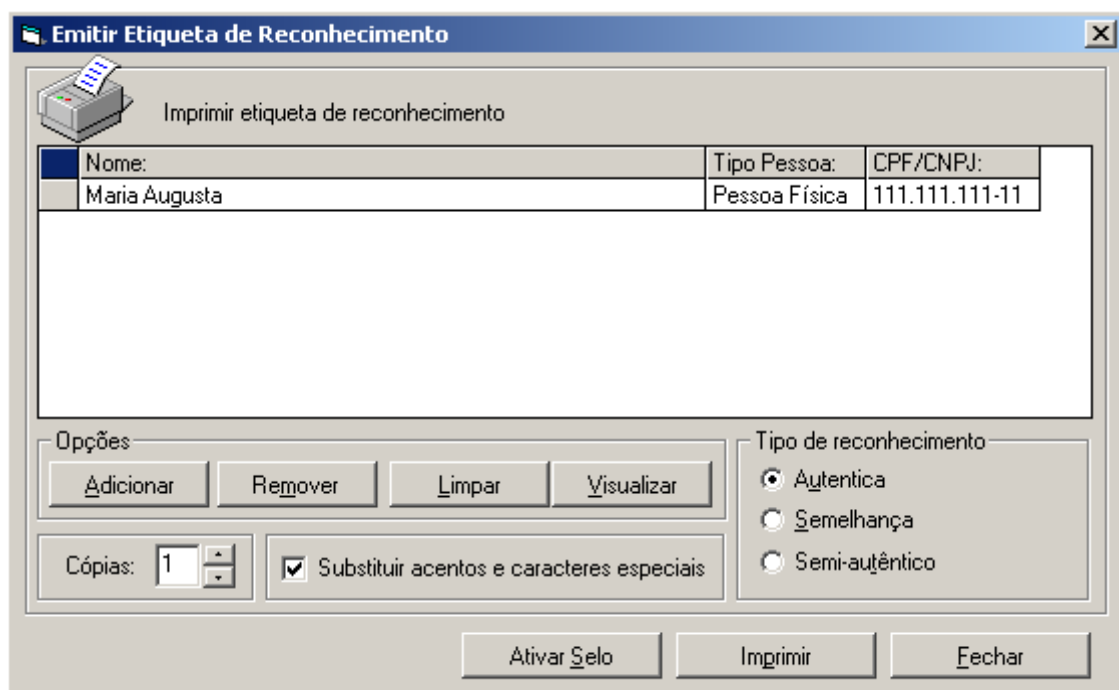 Emitir Etiqueta de Reconhecimento
Imprimir etiqueta de reconhecimento
Nome: Tipo Pessoa: CPF/CNPJ:
Maria Augusta Pessoa Física 111.111.111-11
Opções
Adicionar Remover Limpar Visualizar
Tipo de reconhecimento
Autentica
Semelhança
Semi-autêntico
Cópias: 1
Substituir acentos e caracteres especiais
Ativar Selo Imprimir Fechar